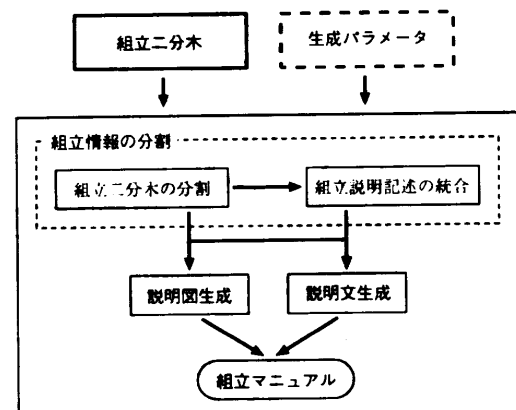 組立二分木
生成パラメータ
組立情報の分割
組立二分木の分割
組立説明記述の統合
説明図生成
説明文生成
組立マニュアル